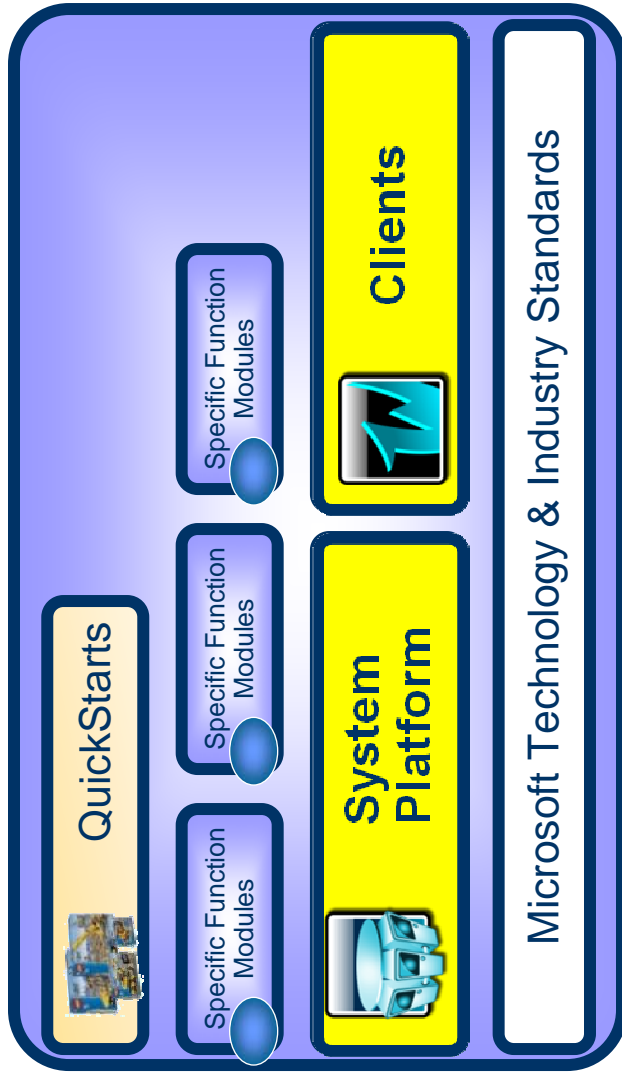 QuickStarts
Specific Function
Modules
Specific Function
Modules
Specific Function
Modules
System
Platform
Clients
Microsoft Technology & Industry Standards